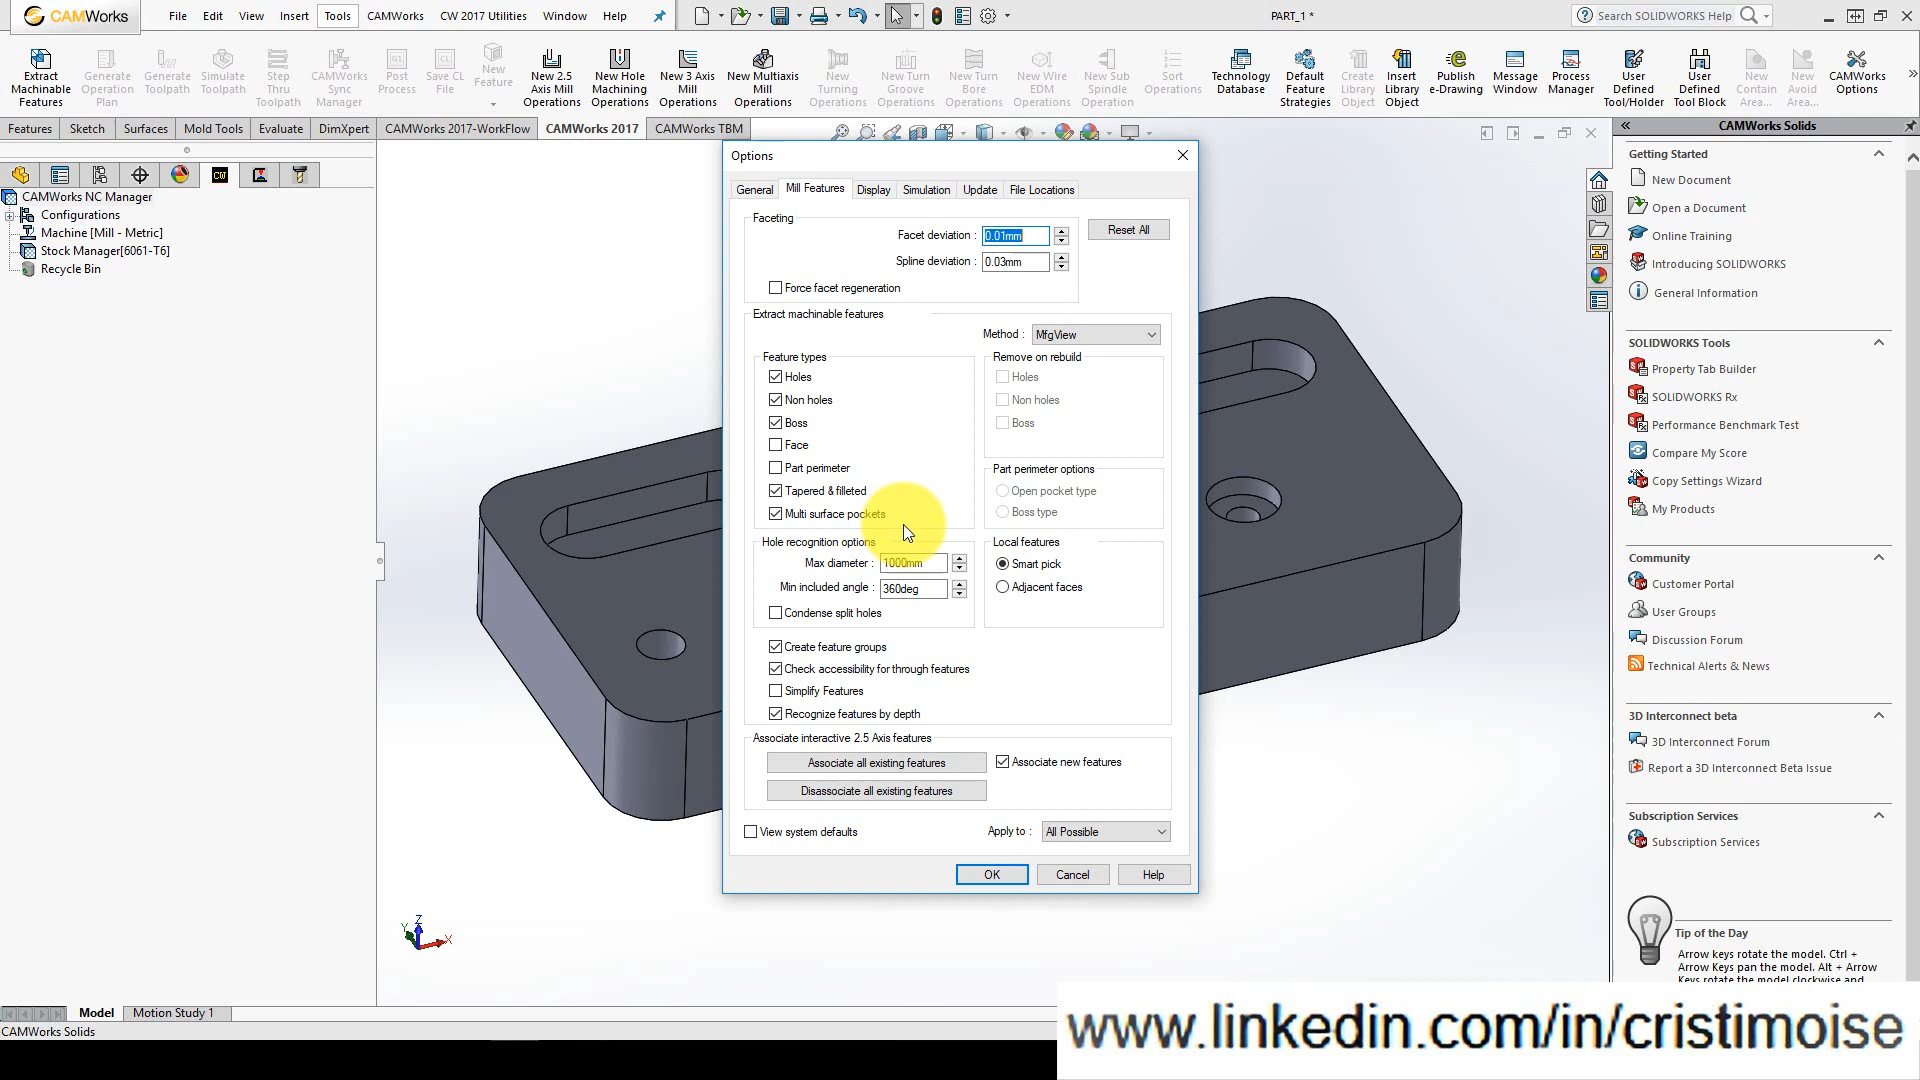 CAMWorks File Edit View Insert Tools CAMWorks CW 2017 Utilities Window Help PART_1 * Search SOLIDWORKS Help
Extract Machinable Features
Generate Operation Plan
Generate Toolpath
Simulate Toolpath
Step Thru Toolpath
CAMWorks Sync Manager
Post Process
Save CL File
New Feature
New 2.5 Axis Mill Operations
New Hole Machining Operations
New 3 Axis Mill Operations
New Multiaxis Mill Operations
New Turning Operations
New Turn Groove Operations
New Turn Bore Operations
New Wire EDM Operations
New Sub Spindle Operation
Sort Operations
Technology Database
Default Feature Strategies
Create Library Object
Insert Library Object
Publish e-Drawing
Message Window
Process Manager
User Defined Tool/Holder
User Defined Tool Block
New Contain Area...
New Avoid Area...
CAMWorks Options
Features Sketch Surfaces Mold Tools Evaluate DimXpert CAMWorks 2017-WorkFlow CAMWorks 2017 CAMWorks TBM
CAMWorks NC Manager
Configurations
Machine [Mill - Metric]
Stock Manager[6061-T6]
Recycle Bin
Options
General Mill Features Display Simulation Update File Locations
Faceting
Facet deviation : 0.01mm
Reset All
Spline deviation : 0.03mm
Force facet regeneration
Extract machinable features
Method : MfgView
Feature types
Holes
Non holes
Boss
Face
Part perimeter
Tapered & filleted
Multi surface pockets
Remove on rebuild
Holes
Non holes
Boss
Part perimeter options
Open pocket type
Boss type
Hole recognition options
Max diameter : 1000mm
Min included angle : 360deg
Condense split holes
Local features
Smart pick
Adjacent faces
Create feature groups
Check accessibility for through features
Simplify Features
Recognize features by depth
Associate interactive 2.5 Axis features
Associate all existing features
Associate new features
Disassociate all existing features
View system defaults
Apply to : All Possible
OK Cancel Help
CAMWorks Solids
Getting Started
New Document
Open a Document
Online Training
Introducing SOLIDWORKS
General Information
SOLIDWORKS Tools
Property Tab Builder
SOLIDWORKS Rx
Performance Benchmark Test
Compare My Score
Copy Settings Wizard
My Products
Community
Customer Portal
User Groups
Discussion Forum
Technical Alerts & News
3D Interconnect beta
3D Interconnect Forum
Report a 3D Interconnect Beta Issue
Subscription Services
Subscription Services
Tip of the Day
Arrow keys rotate the model. Ctrl +
Arrow Keys pan the model. Alt + Arrow
Keys rotate the model clockwise and
Z
Y
X
Model Motion Study 1
CAMWorks Solids
www.linkedin.com/in/cristimoise